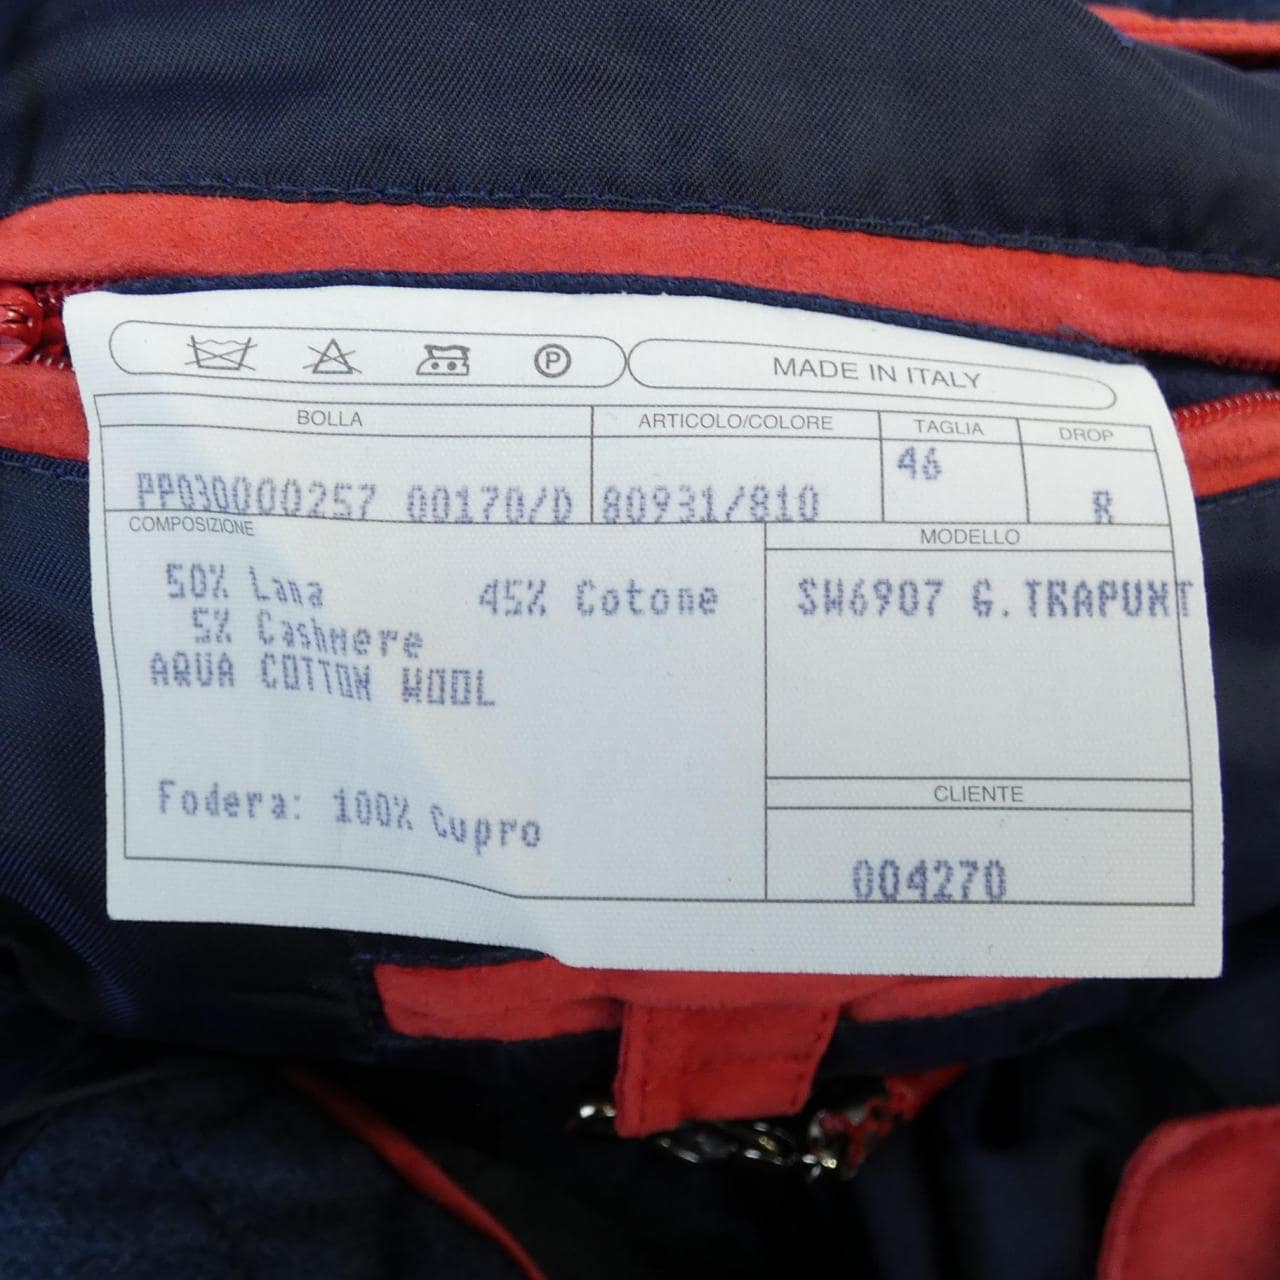 P
MADE IN ITALY
BOLLA
ARTICOLO/COLORE
TAGLIA
DROP
PP030000257 00170/D
80931/810
46
R
COMPOSIZIONE
50% Lana 45% Cotone
5% Cashmere
AQUA COTTON WOOL
Fodera: 100% Cupro
MODELLO
SW6907 G.TRAPUNT
CLIENTE
004270